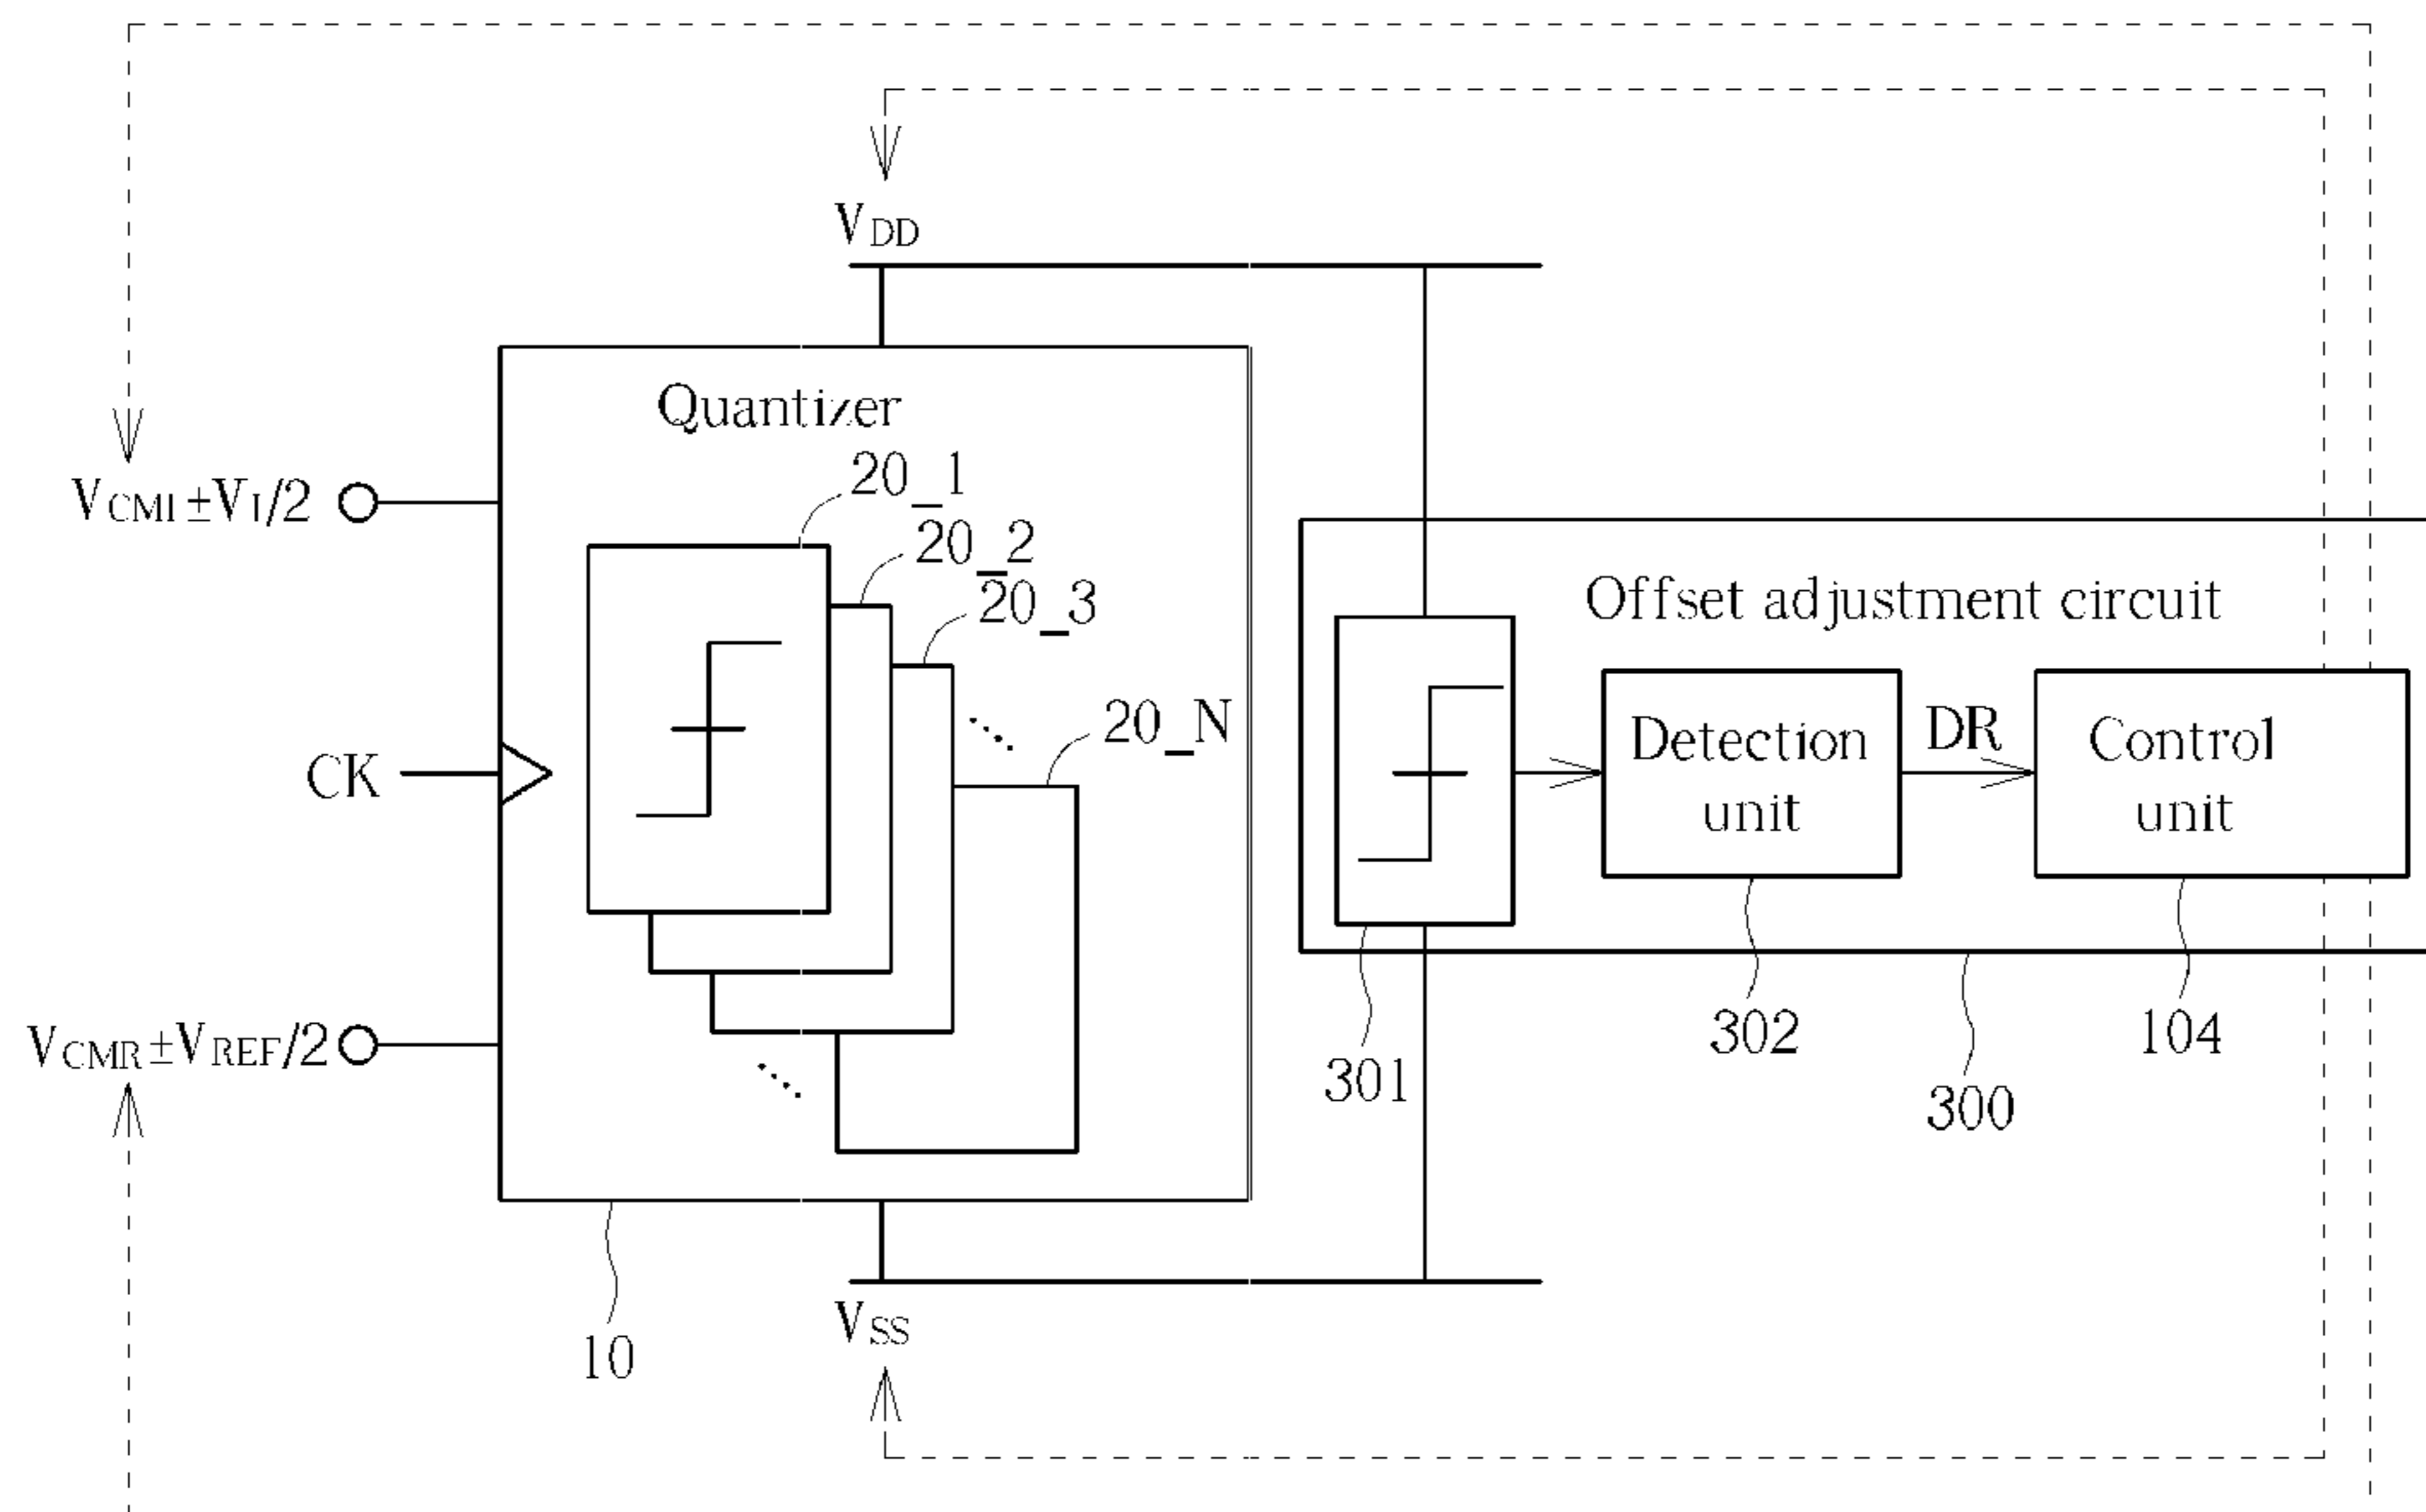 VDD
Quantizer
20_1
VCMI±VI/2
20_2
20_3
Offset adjustment circuit
20_N
CK
Detection unit
DR
Control unit
302
104
VCMR±VREF/2
301
300
VSS
10